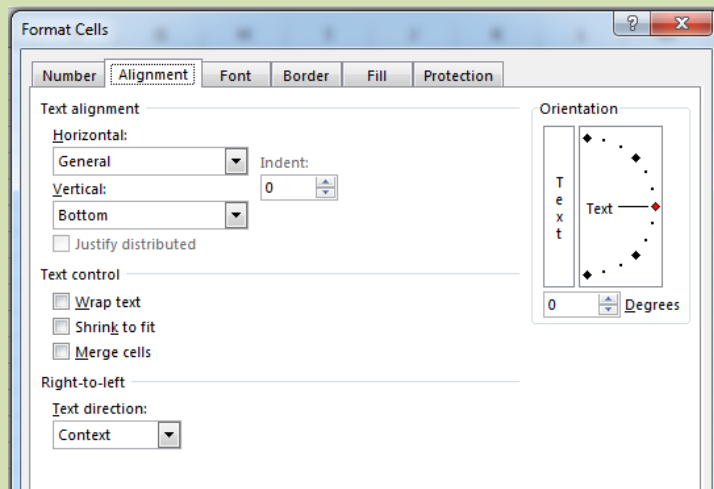 Format Cells
?
Number Alignment Font Border Fill Protection
Text alignment
Horizontal:
General
Indent:
0
Vertical:
Bottom
Justify distributed
Text control
Wrap text
Shrink to fit
Merge cells
Right-to-left
Text direction:
Context
Orientation
Text
Text
0 Degrees